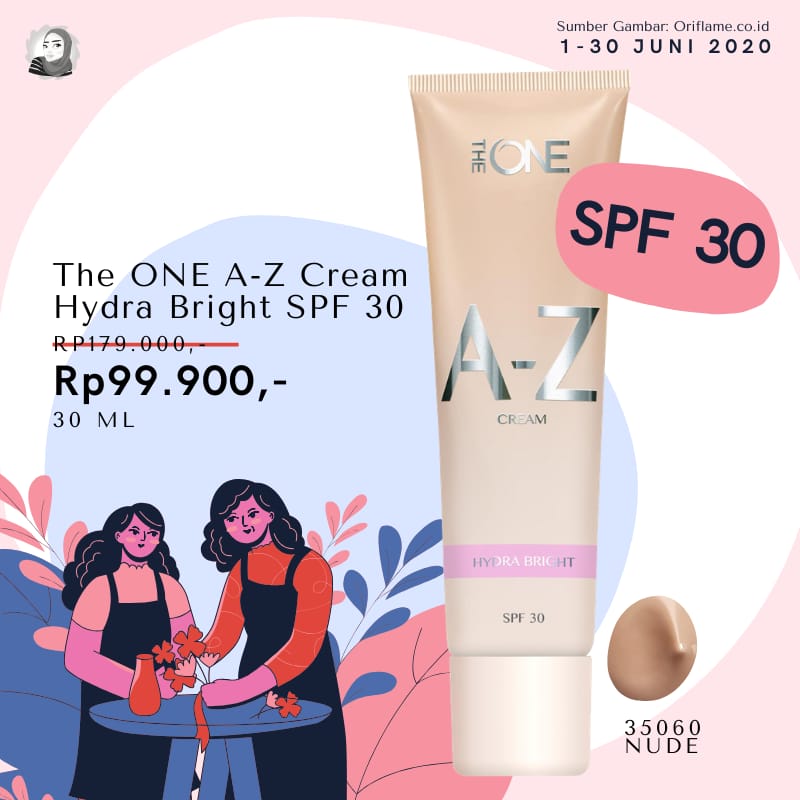 Sumber Gambar: Oriflame.co.id
1-30 JUNI 2020
THE ONE
SPF 30
The ONE A-Z Cream
Hydra Bright SPF 30
RP179.000,-
Rp99.900,-
30 ML
A-Z
CREAM
HYDRA BRIGHT
SPF 30
35060
NUDE